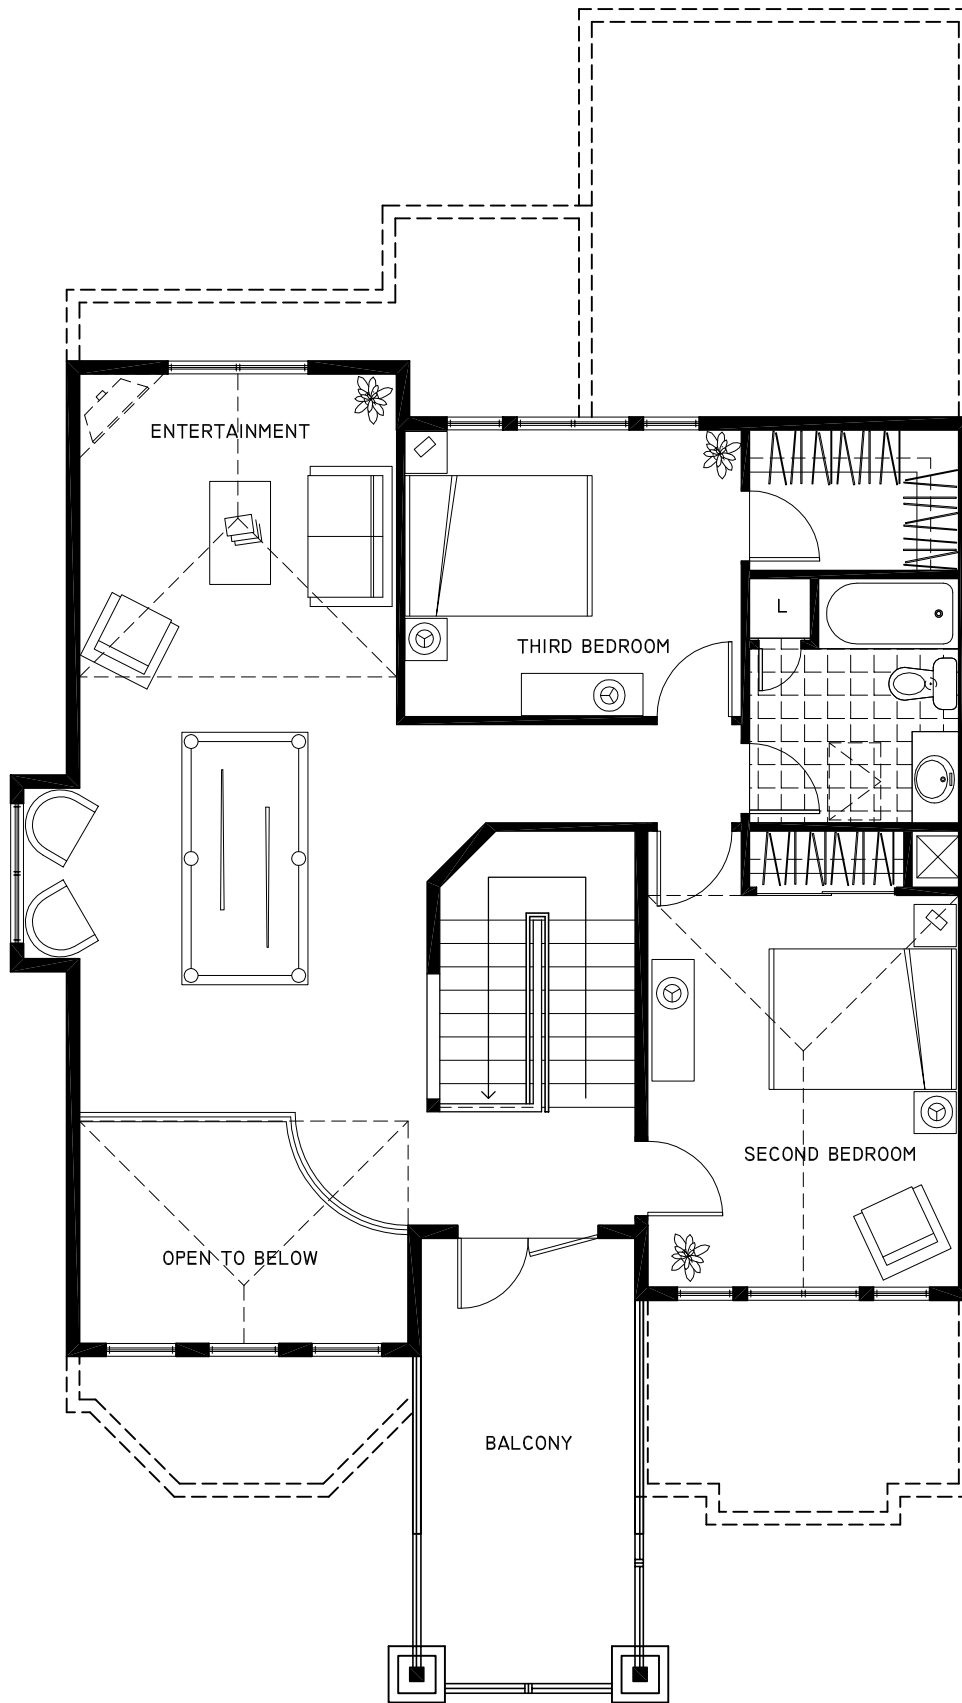 ENTERTAINMENT
L
THIRD BEDROOM
SECOND BEDROOM
OPEN TO BELOW
BALCONY